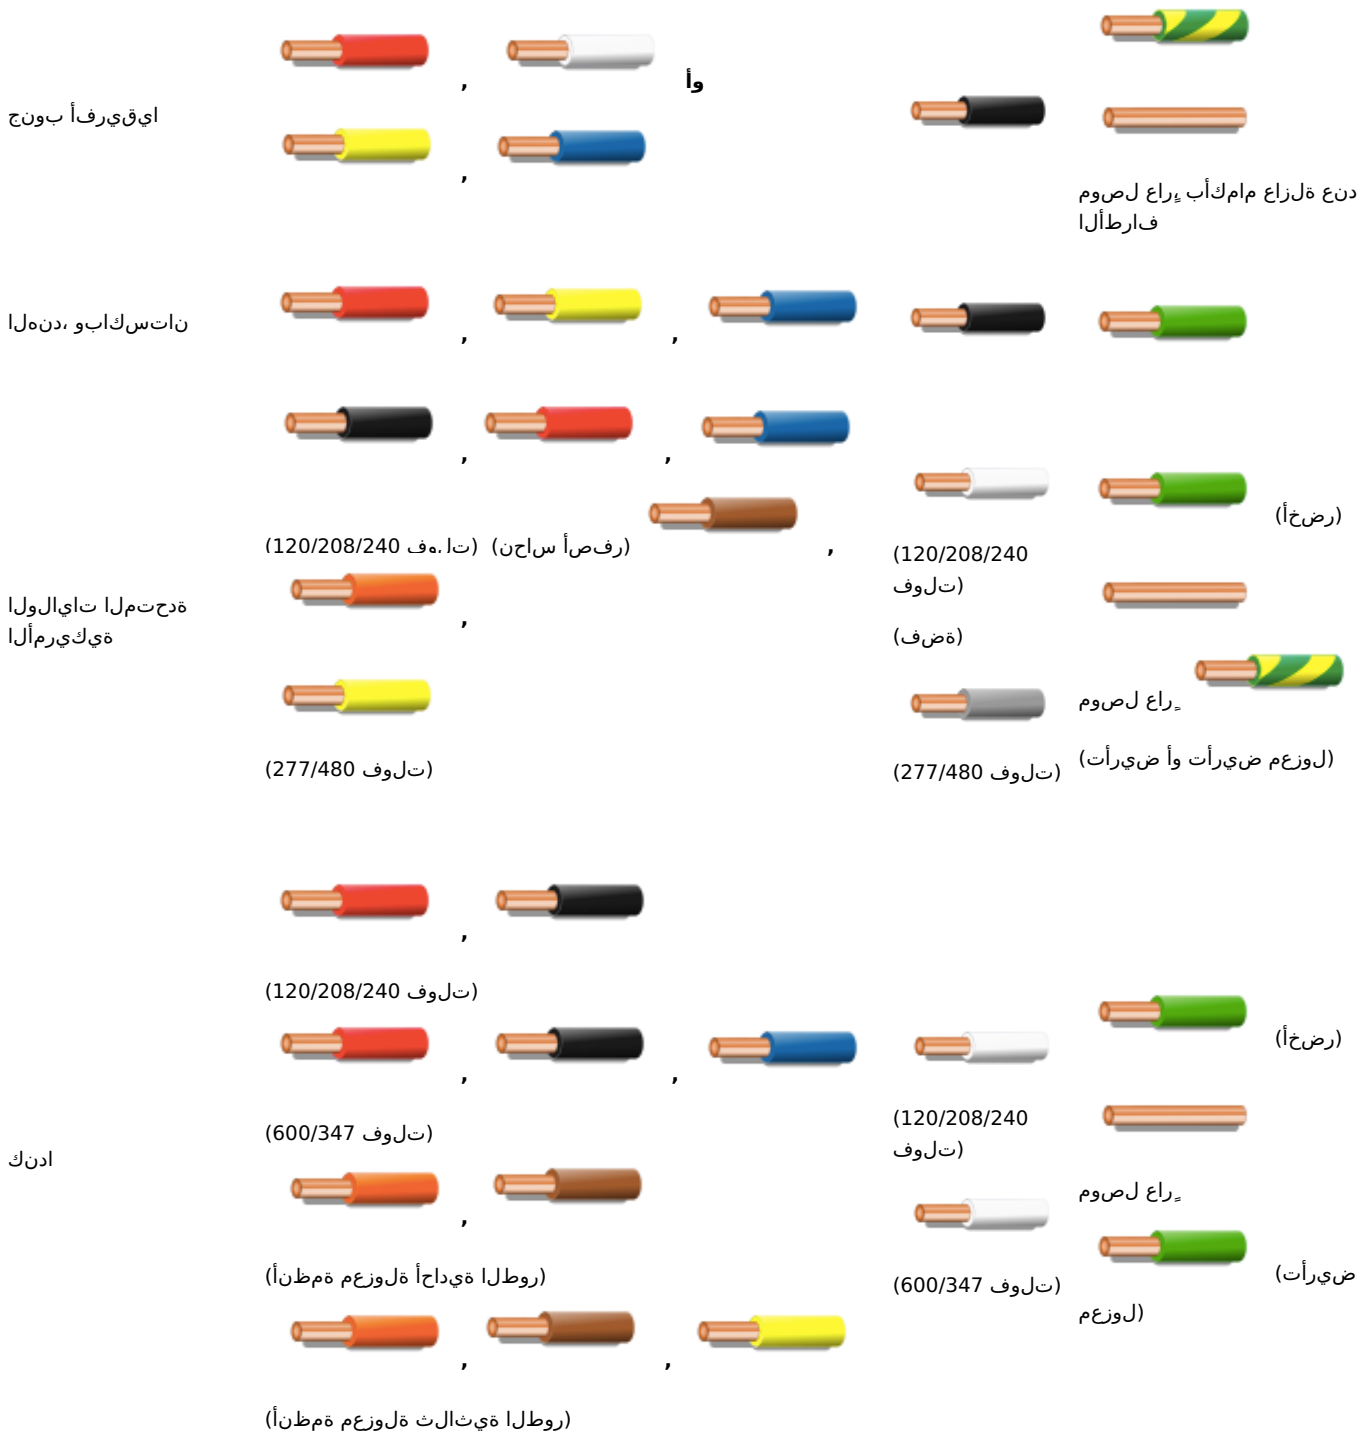 ,
أو
جنوب أفريقيا
,
موصل عارٍ، بأكمام عازلة عند
الأطراف
الهند، وباكستان
, ,
, ,
(أخضر)
(120/208/240 فولت) (نحاس أصفر)
,
(120/208/240
فولت)
الولايات المتحدة
الأمريكية
,
(فضة)
موصل عارٍ
(تأريض أو تأريض معزول)
(277/480 فولت)
(277/480 فولت)
,
(120/208/240 فولت)
(أخضر)
, ,
(120/208/240
فولت)
(600/347 فولت)
كندا
موصل عارٍ
,
(أنظمة معزولة أحادية الطور)
(600/347 فولت)
(تأريض
معزول)
, ,
(أنظمة معزولة ثلاثية الطور)